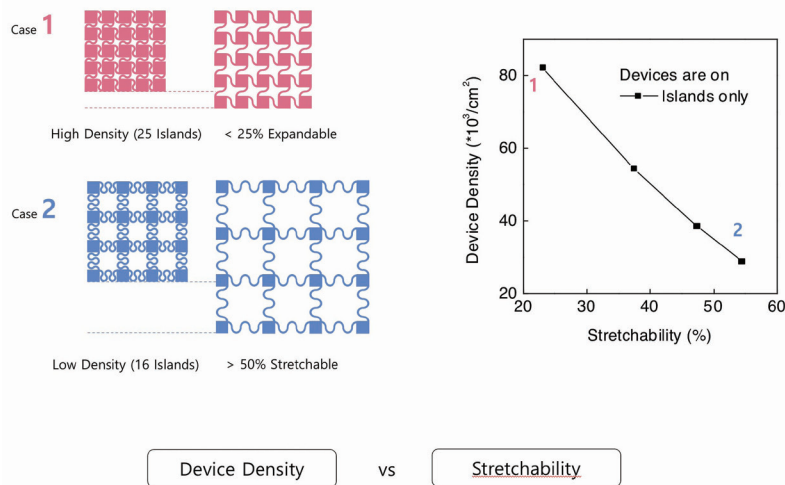 Case 1
High Density (25 Islands) < 25% Expandable
Case 2
Low Density (16 Islands) > 50% Stretchable
Device Density (*10³/cm²)
80
60
40
20
1
Devices are on
Islands only
2
20 30 40 50 60
Stretchability (%)
Device Density vs Stretchability